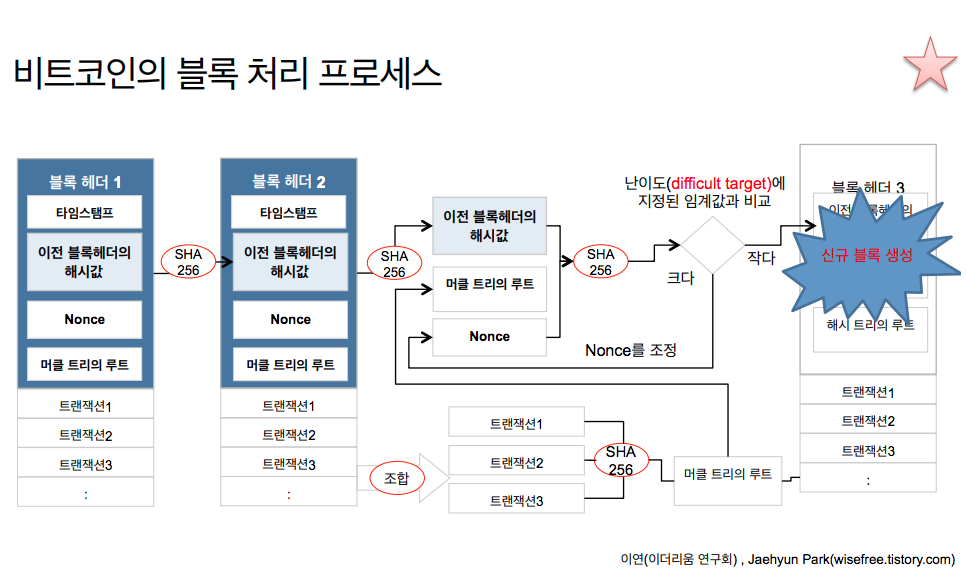 비트코인의 블록 처리 프로세스
블록 헤더 1
타임스탬프
이전 블록헤더의
해시값
Nonce
머클 트리의 루트
트랜잭션1
트랜잭션2
트랜잭션3
:
SHA
256
블록 헤더 2
타임스탬프
이전 블록헤더의
해시값
Nonce
머클 트리의 루트
트랜잭션1
트랜잭션2
트랜잭션3
:
SHA
256
이전 블록헤더의
해시값
머클 트리의 루트
Nonce
SHA
256
난이도(difficult target)에
지정된 임계값과 비교
크다
작다
Nonce를 조정
조합
트랜잭션1
트랜잭션2
트랜잭션3
SHA
256
머클 트리의 루트
블록 헤더 3
이전 블록헤더의
신규 블록 생성
해시 트리의 루트
트랜잭션1
트랜잭션2
트랜잭션3
:
이연(이더리움 연구회) , Jaehyun Park(wisefree.tistory.com)